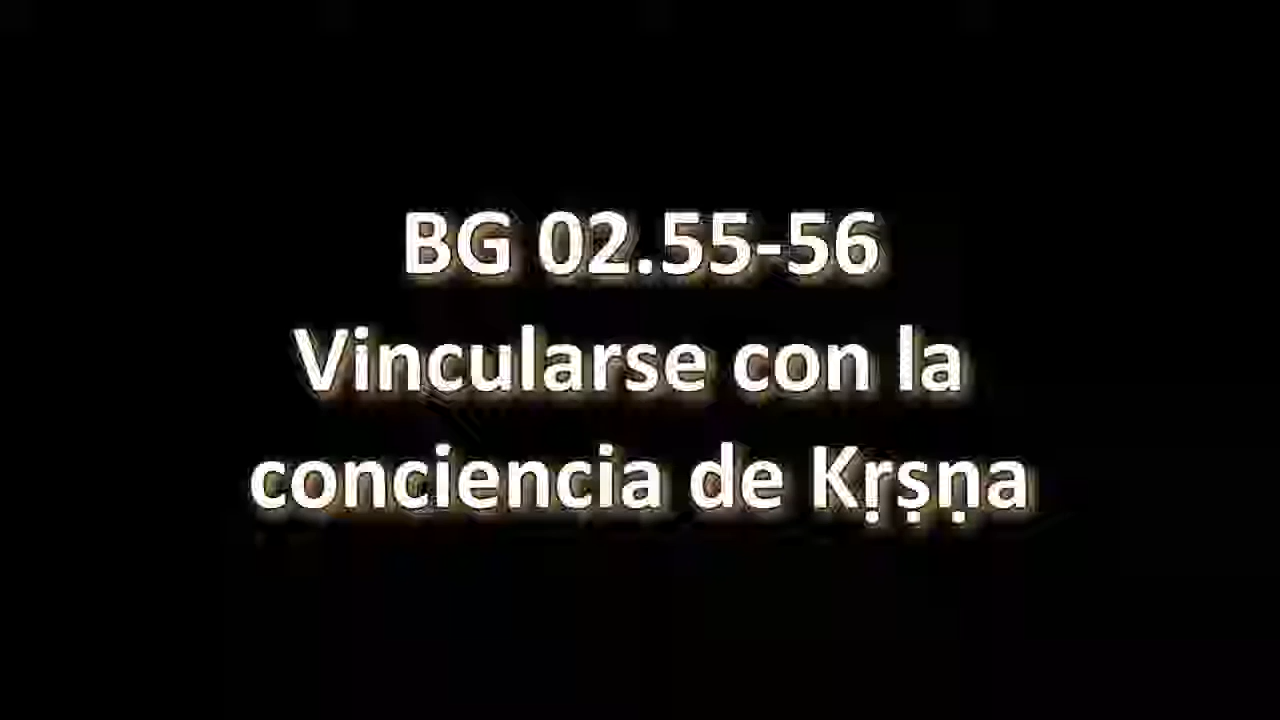 BG 02.55-56
Vincularse con la
conciencia de Kṛṣṇa